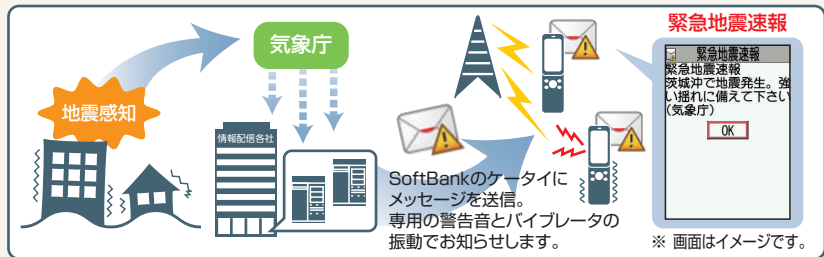 地震感知
気象庁
情報配信各社
SoftBankのケータイに
メッセージを送信。
専用の警告音とバイブレータの
振動でお知らせします。
緊急地震速報
緊急地震速報
緊急地震速報
茨城沖で地震発生。強
い揺れに備えて下さい
(気象庁)
OK
※ 画面はイメージです。